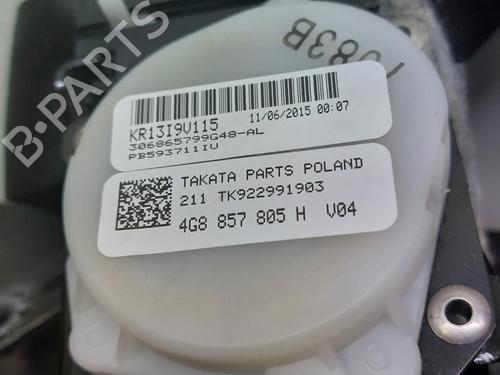 1083B
KR13I9V115
11/06/2015 00:07
306865799G48-AL
PB593711IU
TAKATA PARTS POLAND
211 TK922991903
4G8 857 805 H V04
B-PARTS